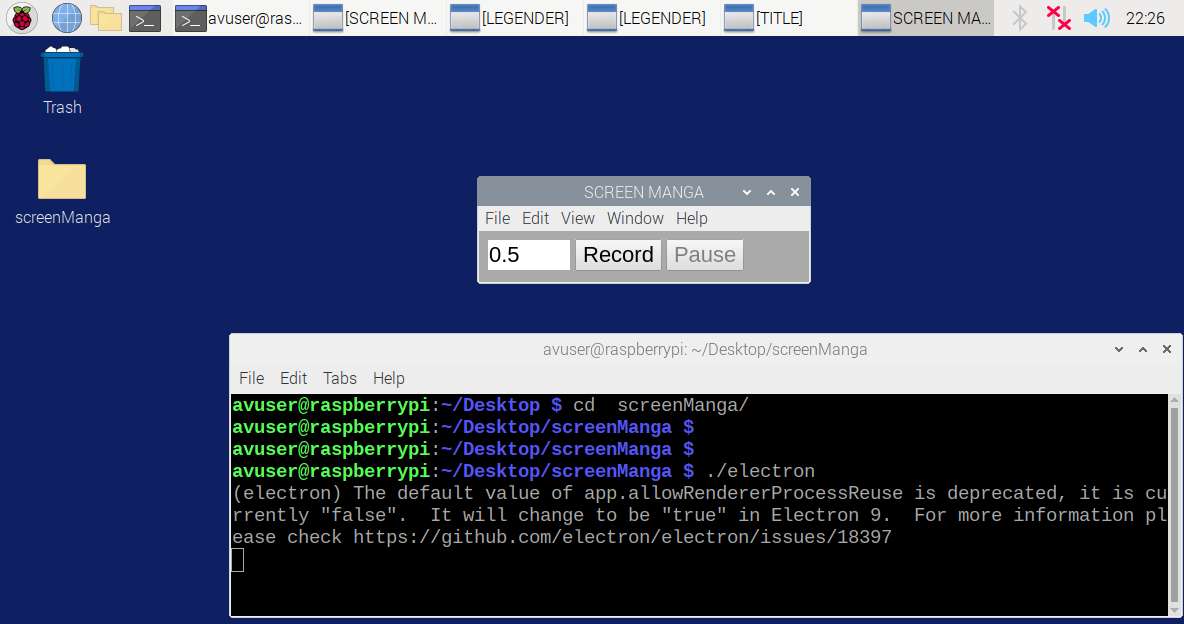 avuser@ras... [SCREEN M... [LEGENDER] [LEGENDER] [TITLE] SCREEN MA... 22:26
Trash
screenManga
SCREEN MANGA
File Edit View Window Help
0.5 Record Pause
avuser@raspberrypi: ~/Desktop/screenManga
File Edit Tabs Help
avuser@raspberrypi:~/Desktop $ cd  screenManga/
avuser@raspberrypi:~/Desktop/screenManga $
avuser@raspberrypi:~/Desktop/screenManga $
avuser@raspberrypi:~/Desktop/screenManga $ ./electron
(electron) The default value of app.allowRendererProcessReuse is deprecated, it is cu
rrently "false".  It will change to be "true" in Electron 9.  For more information pl
ease check https://github.com/electron/electron/issues/18397